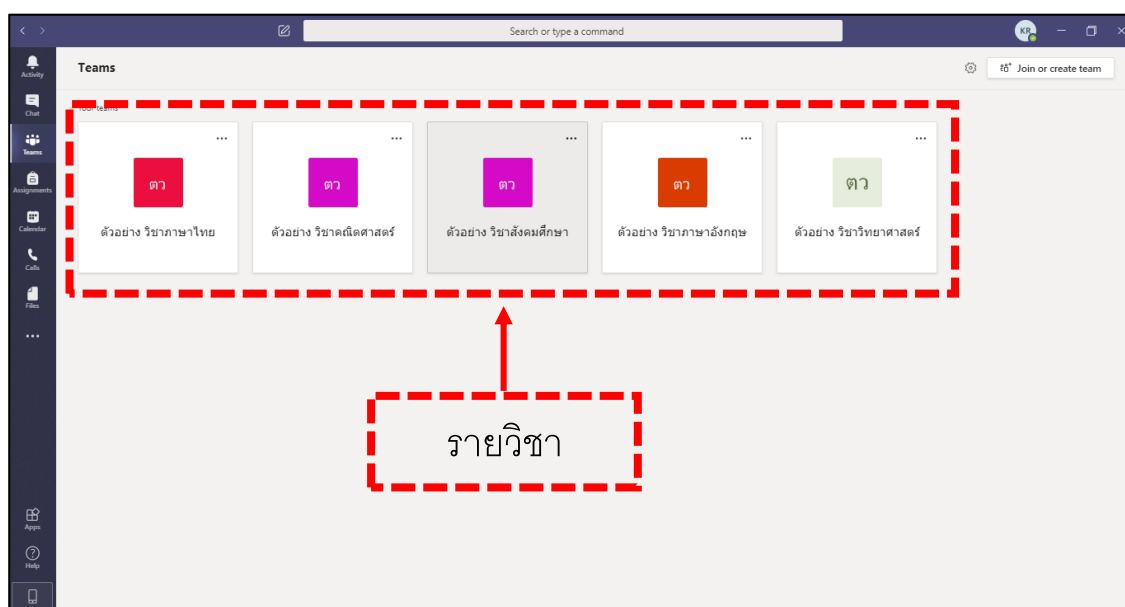 Search or type a command
KR
Activity
Teams
Join or create team
Chat
Your teams
Teams
ตว
ตว
ตว
ตว
ตว
Assignments
ตัวอย่าง วิชาภาษาไทย
ตัวอย่าง วิชาคณิตศาสตร์
ตัวอย่าง วิชาสังคมศึกษา
ตัวอย่าง วิชาภาษาอังกฤษ
ตัวอย่าง วิชาวิทยาศาสตร์
Calendar
Calls
Files
รายวิชา
Apps
Help